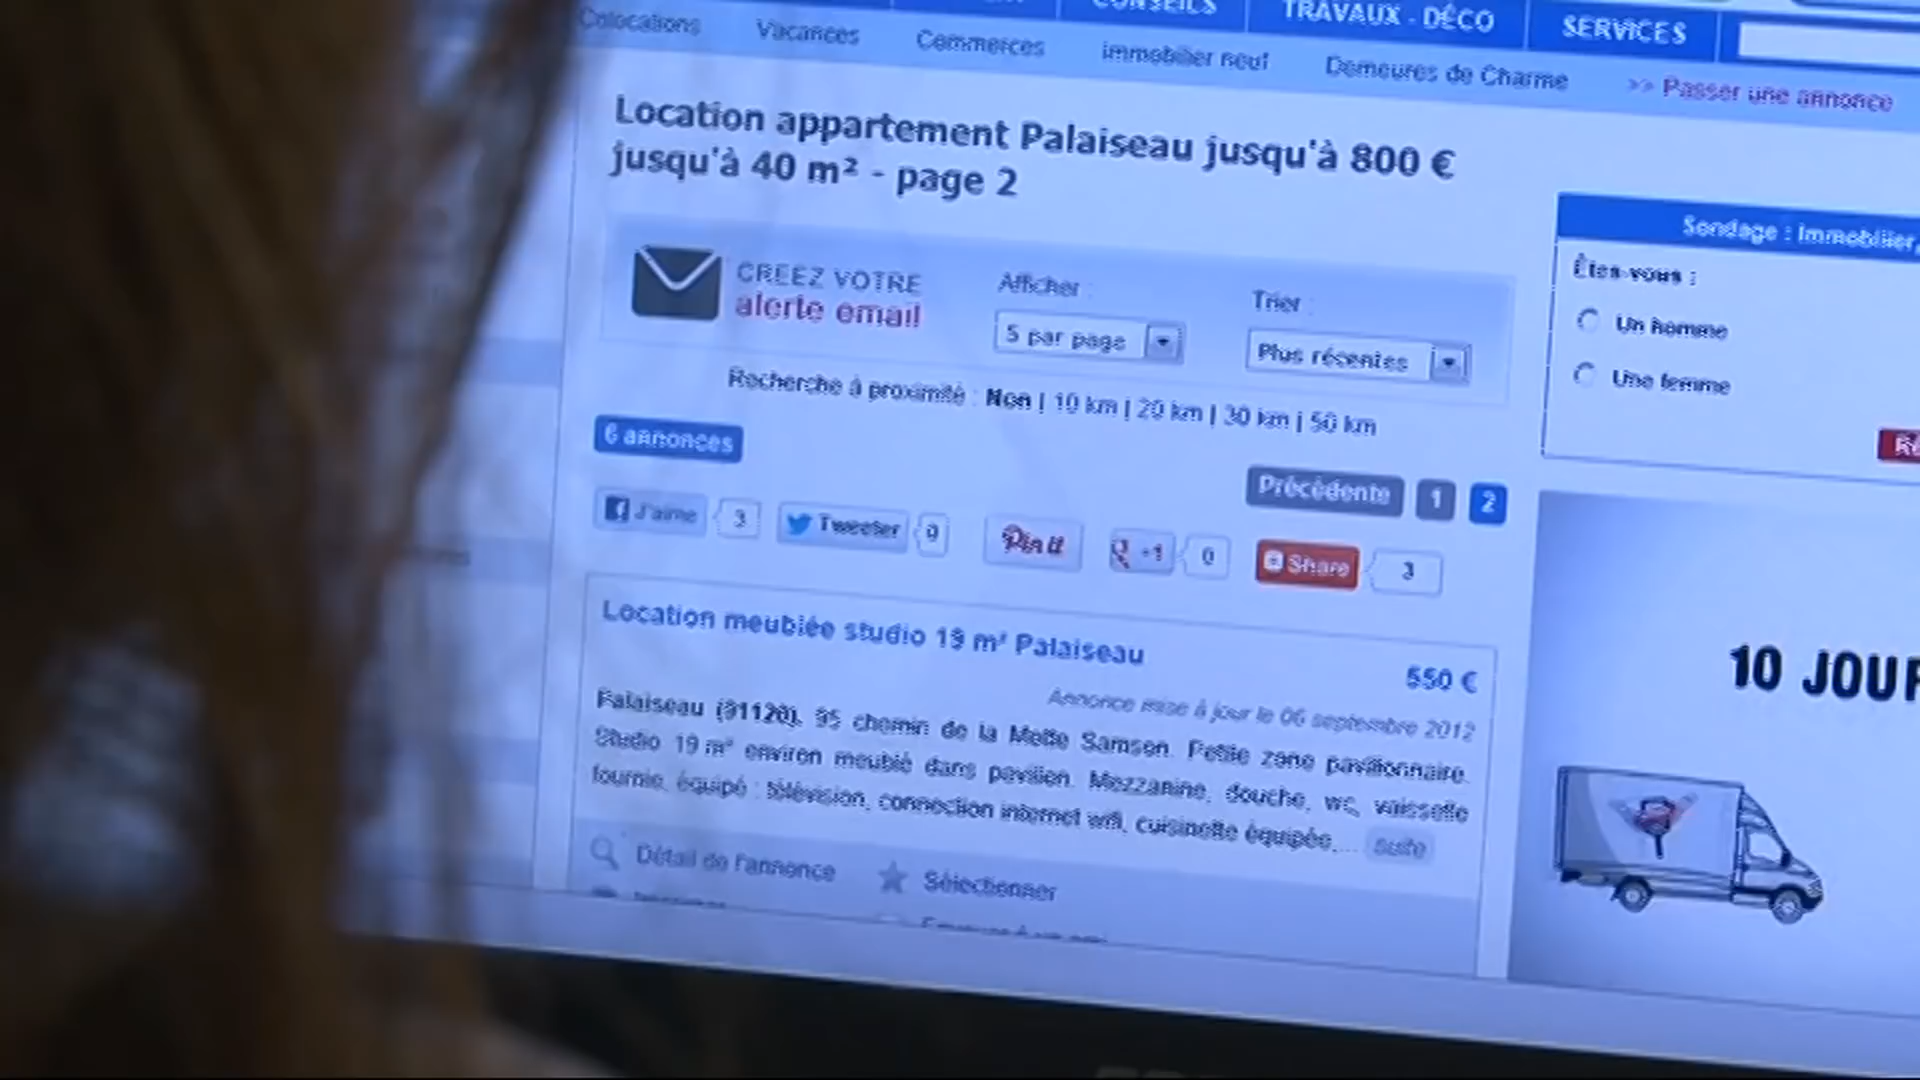 CONSEILS
TRAVAUX - DÉCO
SERVICES
Colocations
Vacances
Commerces
immobilier neuf
Demeures de Charme
>> Passer une annonce
Location appartement Palaiseau jusqu'à 800 €
jusqu'à 40 m² - page 2
CREEZ VOTRE
alerte email
Afficher :
5 par page
Trier :
Plus récentes
Recherche à proximité : Non | 10 km | 20 km | 30 km | 50 km
6 annonces
Précédente 1 2
J'aime 3
Tweeter 0
Pin it
+1 0
Share 3
Location meublée studio 19 m² Palaiseau
550 €
Annonce mise à jour le 06 septembre 2012
Palaiseau (91120), 95 chemin de la Motte Samson. Petite zone pavillonnaire.
Studio 19 m² environ meublé dans pavillon. Mezzanine, douche, wc, vaisselle
fournie, équipé : télévision, connection internet wifi, cuisinette équipée,... suite
Détail de l'annonce
Sélectionner
Sondage : Immobilier,
Êtes-vous :
Un homme
Une femme
10 JOUR